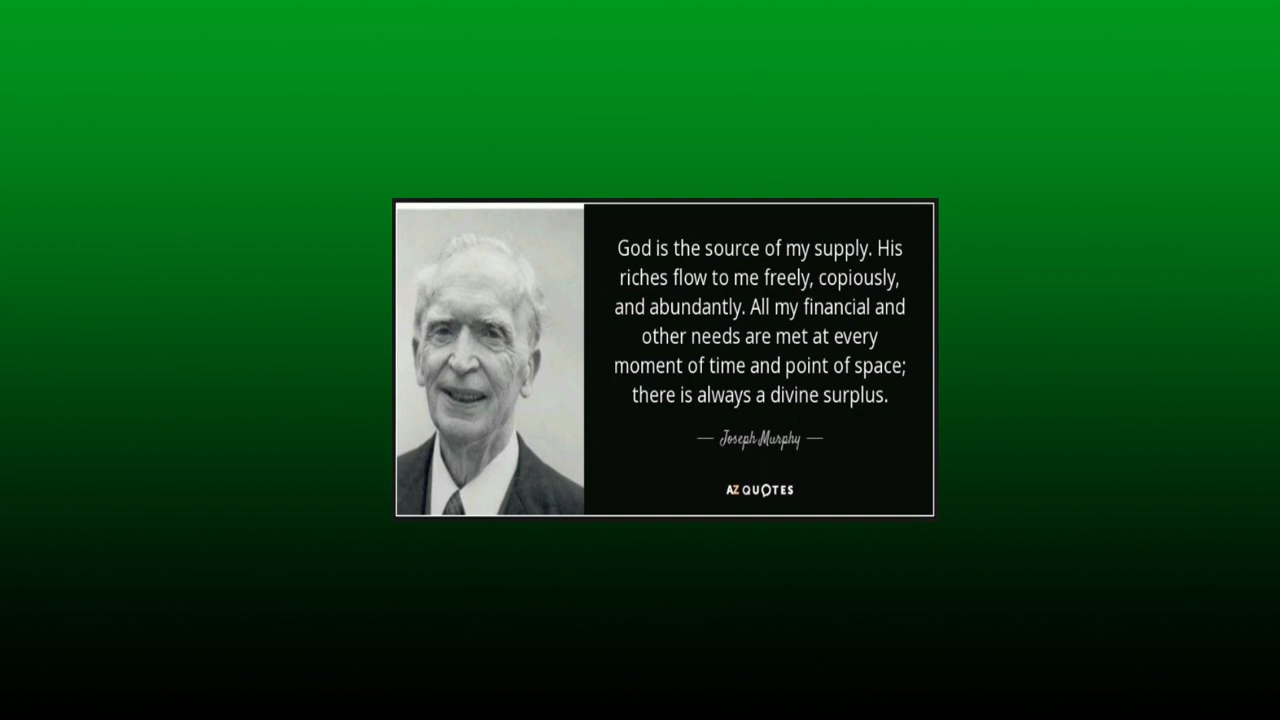 God is the source of my supply. His
riches flow to me freely, copiously,
and abundantly. All my financial and
other needs are met at every
moment of time and point of space;
there is always a divine surplus.
— Joseph Murphy —
AZ QUOTES